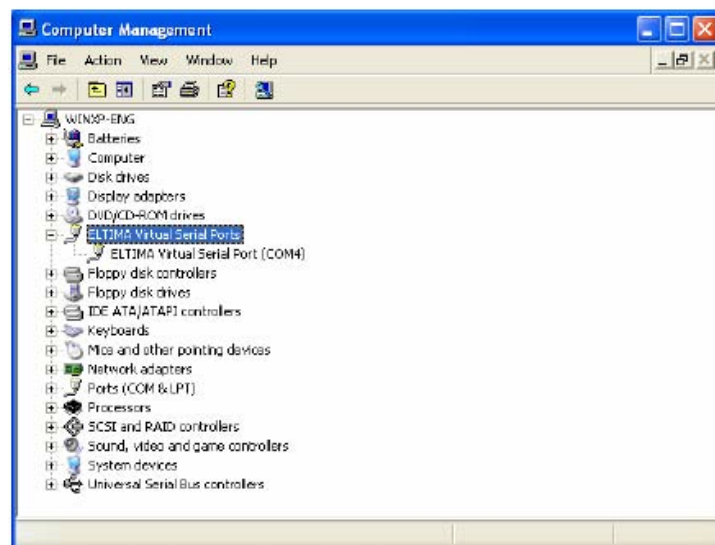 Computer Management
File Action View Window Help
WINXP-ENG
Batteries
Computer
Disk drives
Display adapters
DVD/CD-ROM drives
ELTIMA Virtual Serial Ports
ELTIMA Virtual Serial Port (COM4)
Floppy disk controllers
Floppy disk drives
IDE ATA/ATAPI controllers
Keyboards
Mice and other pointing devices
Network adapters
Ports (COM & LPT)
Processors
SCSI and RAID controllers
Sound, video and game controllers
System devices
Universal Serial Bus controllers